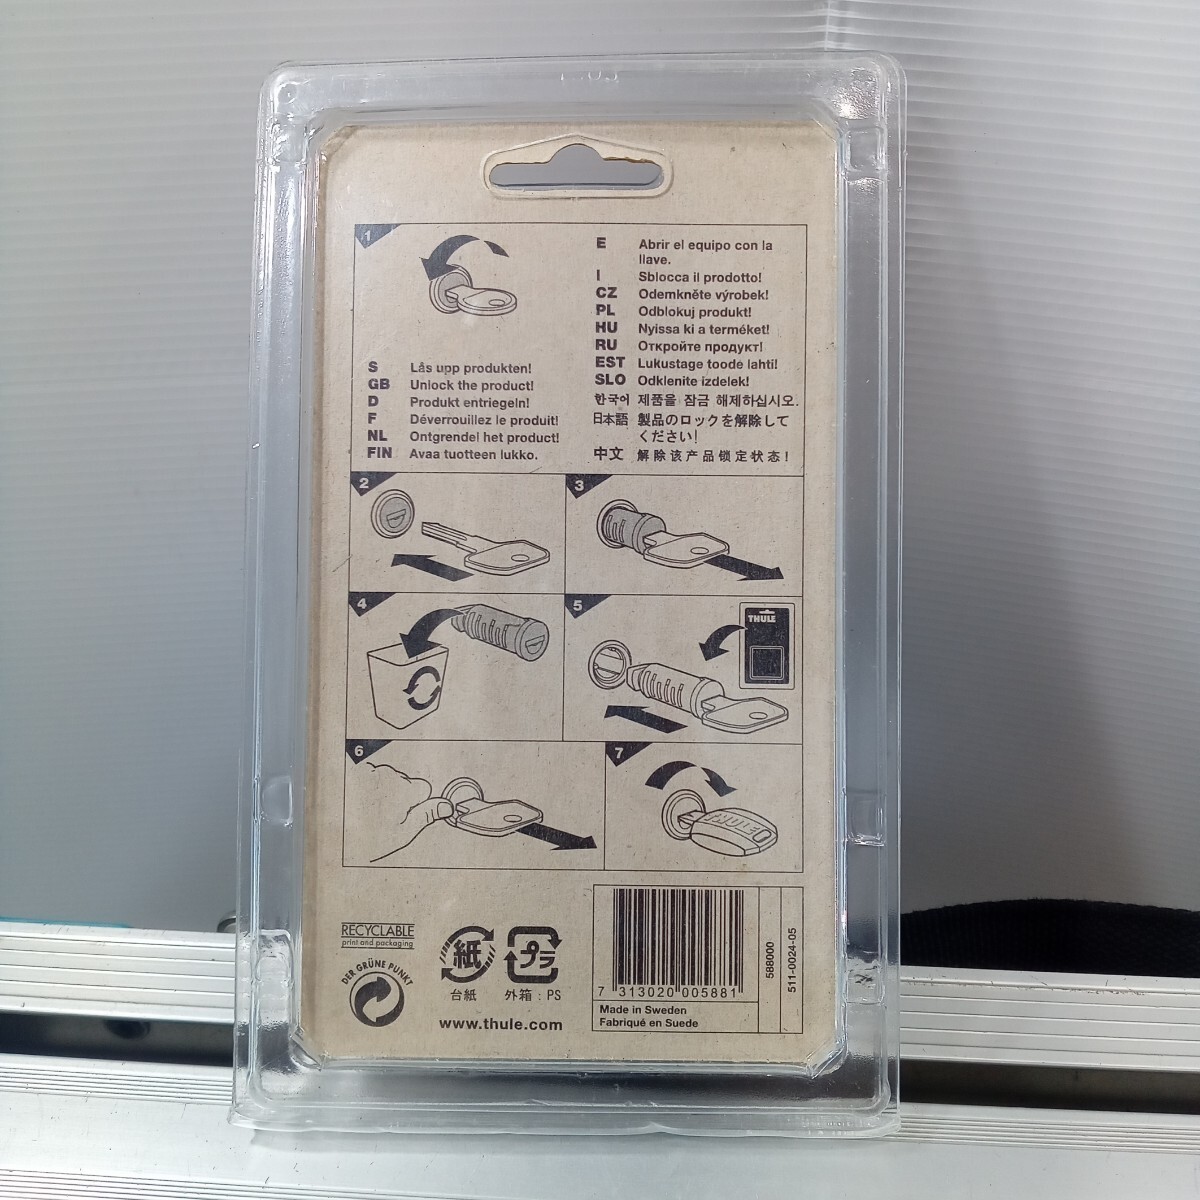 1
S Lås upp produkten!
GB Unlock the product!
D Produkt entriegeln!
F Déverrouillez le produit!
NL Ontgrendel het product!
FIN Avaa tuotteen lukko.
E Abrir el equipo con la
llave.
I Sblocca il prodotto!
CZ Odemkněte výrobek!
PL Odblokuj produkt!
HU Nyissa ki a terméket!
RU Откройте продукт!
EST Lukustage toode lahti!
SLO Odklenite izdelek!
한국어 제품을 잠금 해제하십시오.
日本語 製品のロックを解除して
ください!
中文 解除该产品锁定状态!
2
3
4
5
THULE
6
7
THULE
RECYCLABLE
print and packaging
DER GRÜNE PUNKT
紙
台紙
プラ
外箱:PS
www.thule.com
7 313020 005881
Made in Sweden
Fabriqué en Suede
588000
511-0024-05